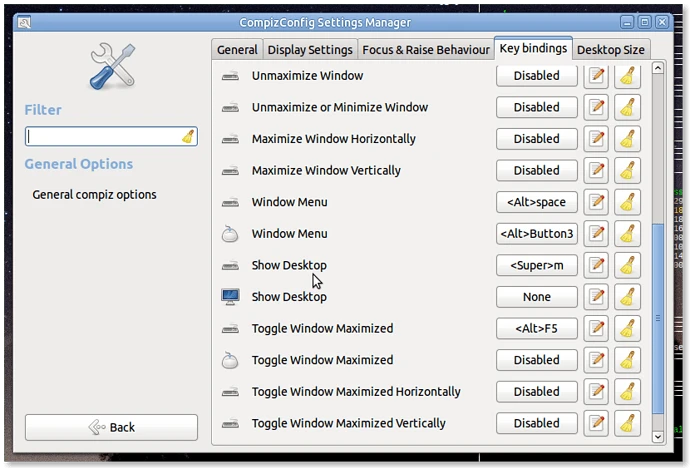 CompizConfig Settings Manager
General
Display Settings
Focus & Raise Behaviour
Key bindings
Desktop Size
Filter
General Options
General compiz options
Back
Unmaximize Window Disabled
Unmaximize or Minimize Window Disabled
Maximize Window Horizontally Disabled
Maximize Window Vertically Disabled
Window Menu <Alt>space
Window Menu <Alt>Button3
Show Desktop <Super>m
Show Desktop None
Toggle Window Maximized <Alt>F5
Toggle Window Maximized Disabled
Toggle Window Maximized Horizontally Disabled
Toggle Window Maximized Vertically Disabled